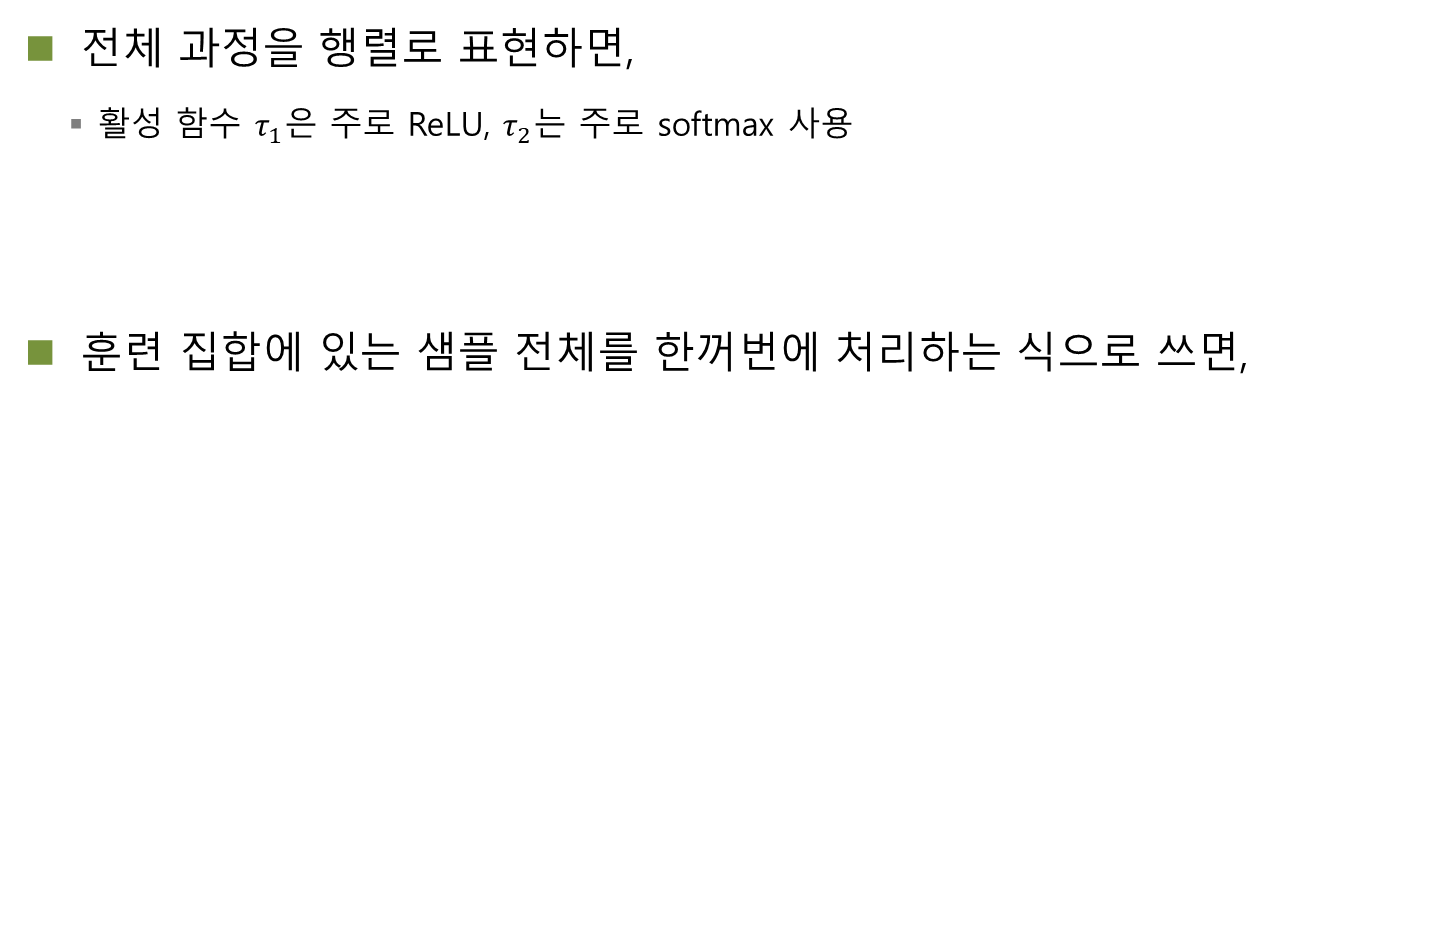 전체 과정을 행렬로 표현하면,
활성 함수 𝜏₁은 주로 ReLU, 𝜏₂는 주로 softmax 사용
훈련 집합에 있는 샘플 전체를 한꺼번에 처리하는 식으로 쓰면,